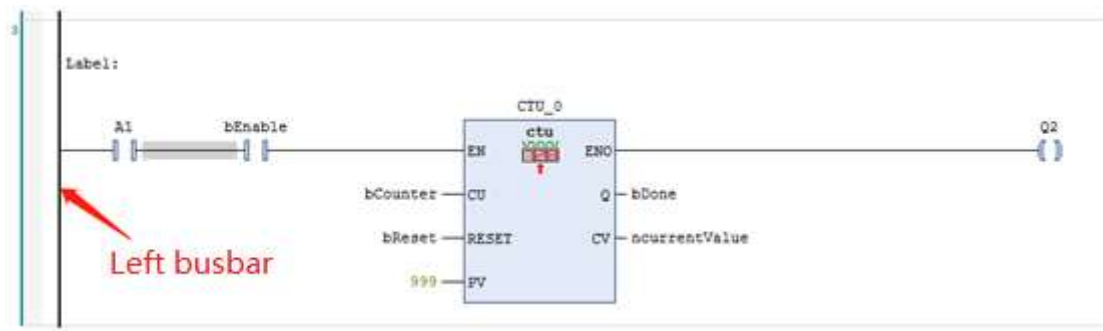 3
Label:
CTU_0
A1 bEnable ctu Q2
EN ENO
bCounter CU Q bDone
bReset RESET CV ncurrentValue
Left busbar
999 PV